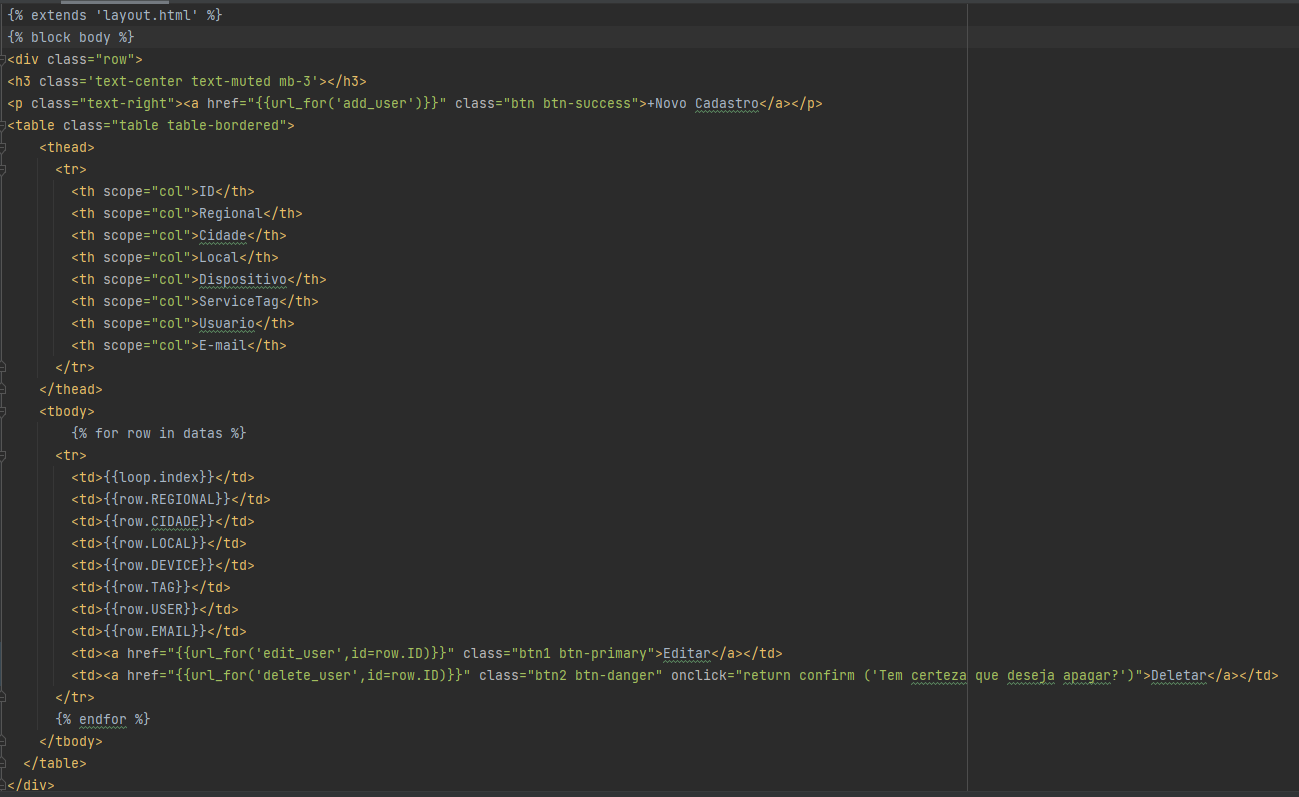 {% extends 'layout.html' %}
{% block body %}
<div class="row">
<h3 class='text-center text-muted mb-3'></h3>
<p class="text-right"><a href="{{url_for('add_user')}}" class="btn btn-success">+Novo Cadastro</a></p>
<table class="table table-bordered">
    <thead>
      <tr>
        <th scope="col">ID</th>
        <th scope="col">Regional</th>
        <th scope="col">Cidade</th>
        <th scope="col">Local</th>
        <th scope="col">Dispositivo</th>
        <th scope="col">ServiceTag</th>
        <th scope="col">Usuario</th>
        <th scope="col">E-mail</th>
      </tr>
    </thead>
    <tbody>
        {% for row in datas %}
      <tr>
        <td>{{loop.index}}</td>
        <td>{{row.REGIONAL}}</td>
        <td>{{row.CIDADE}}</td>
        <td>{{row.LOCAL}}</td>
        <td>{{row.DEVICE}}</td>
        <td>{{row.TAG}}</td>
        <td>{{row.USER}}</td>
        <td>{{row.EMAIL}}</td>
        <td><a href="{{url_for('edit_user',id=row.ID)}}" class="btn1 btn-primary">Editar</a></td>
        <td><a href="{{url_for('delete_user',id=row.ID)}}" class="btn2 btn-danger" onclick="return confirm ('Tem certeza que deseja apagar?')">Deletar</a></td>
      </tr>
      {% endfor %}
    </tbody>
  </table>
</div>